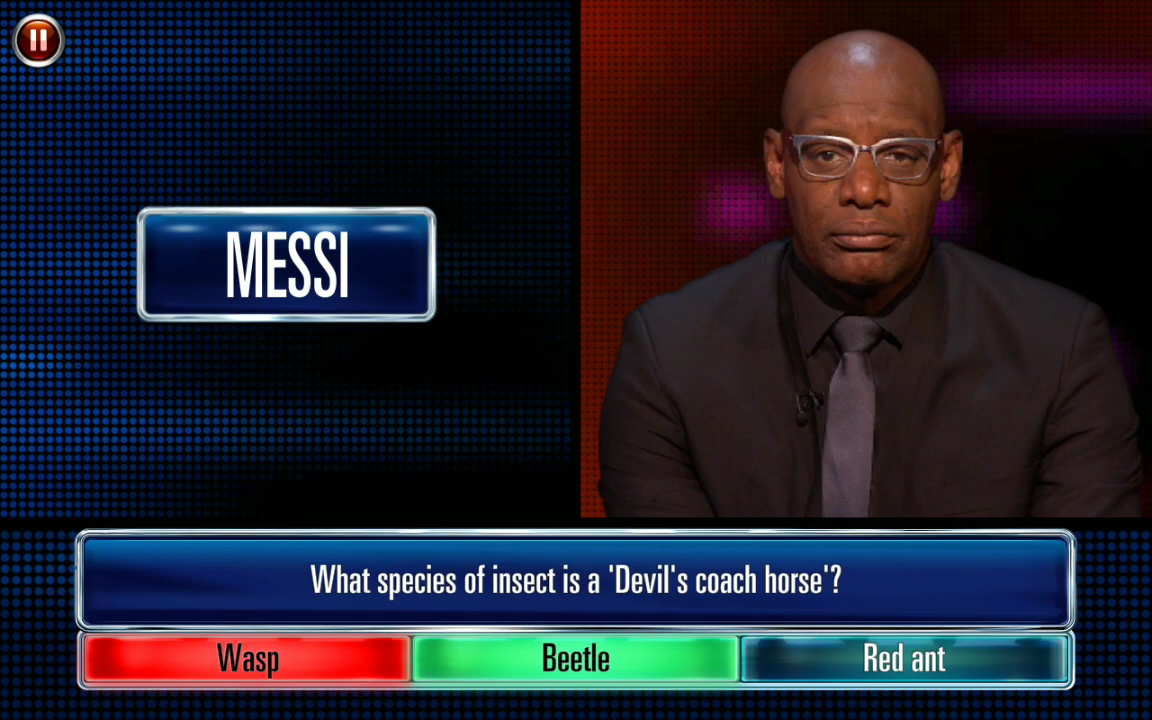 MESSI
What species of insect is a 'Devil's coach horse'?
Wasp
Beetle
Red ant